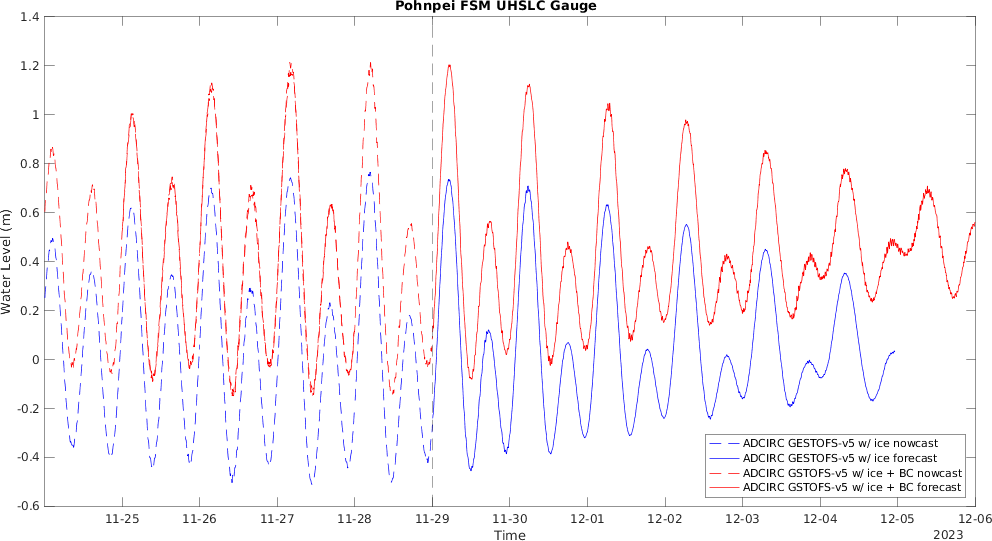 Pohnpei FSM UHSLC Gauge
1.4
1.2
1
0.8
0.6
0.4
0.2
0
-0.2
-0.4
-0.6
Water Level (m)
ADCIRC GESTOFS-v5 w/ ice nowcast
ADCIRC GESTOFS-v5 w/ ice forecast
ADCIRC GSTOFS-v5 w/ ice + BC nowcast
ADCIRC GSTOFS-v5 w/ ice + BC forecast
11-25 11-26 11-27 11-28 11-29 11-30 12-01 12-02 12-03 12-04 12-05 12-06
Time
2023